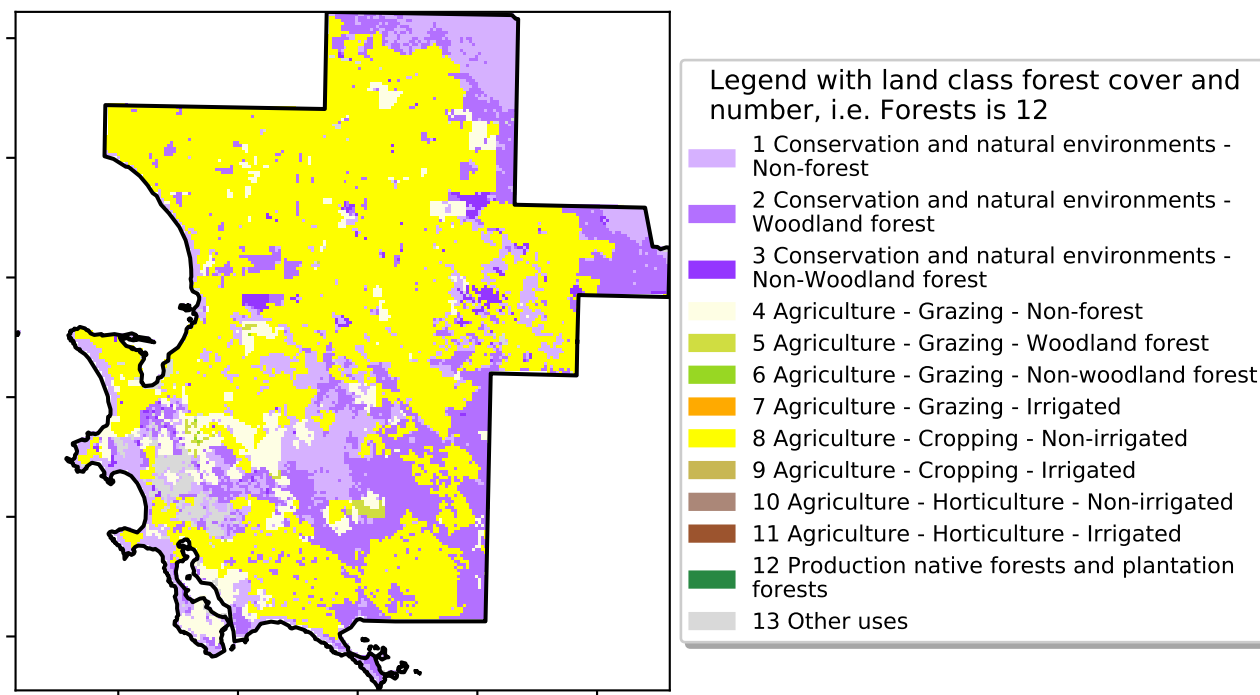 Legend with land class forest cover and
number, i.e. Forests is 12
1 Conservation and natural environments -
Non-forest
2 Conservation and natural environments -
Woodland forest
3 Conservation and natural environments -
Non-Woodland forest
4 Agriculture - Grazing - Non-forest
5 Agriculture - Grazing - Woodland forest
6 Agriculture - Grazing - Non-woodland forest
7 Agriculture - Grazing - Irrigated
8 Agriculture - Cropping - Non-irrigated
9 Agriculture - Cropping - Irrigated
10 Agriculture - Horticulture - Non-irrigated
11 Agriculture - Horticulture - Irrigated
12 Production native forests and plantation
forests
13 Other uses